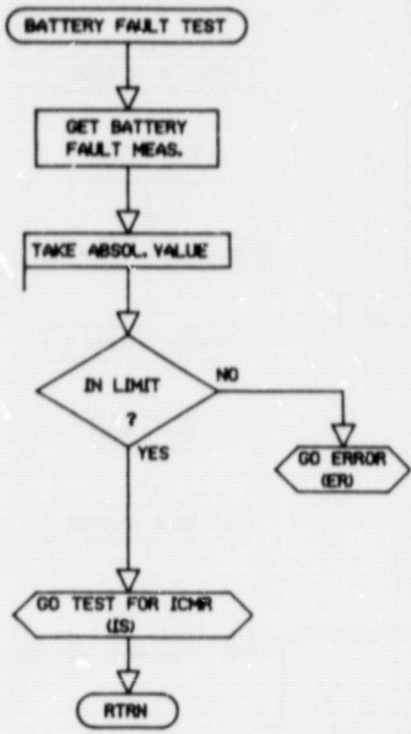 BATTERY FAULT TEST
GET BATTERY
FAULT MEAS.
TAKE ABSOL. VALUE
IN LIMIT
?
NO
YES
GO ERROR
(ER)
GO TEST FOR ICMR
(IS)
RTRN